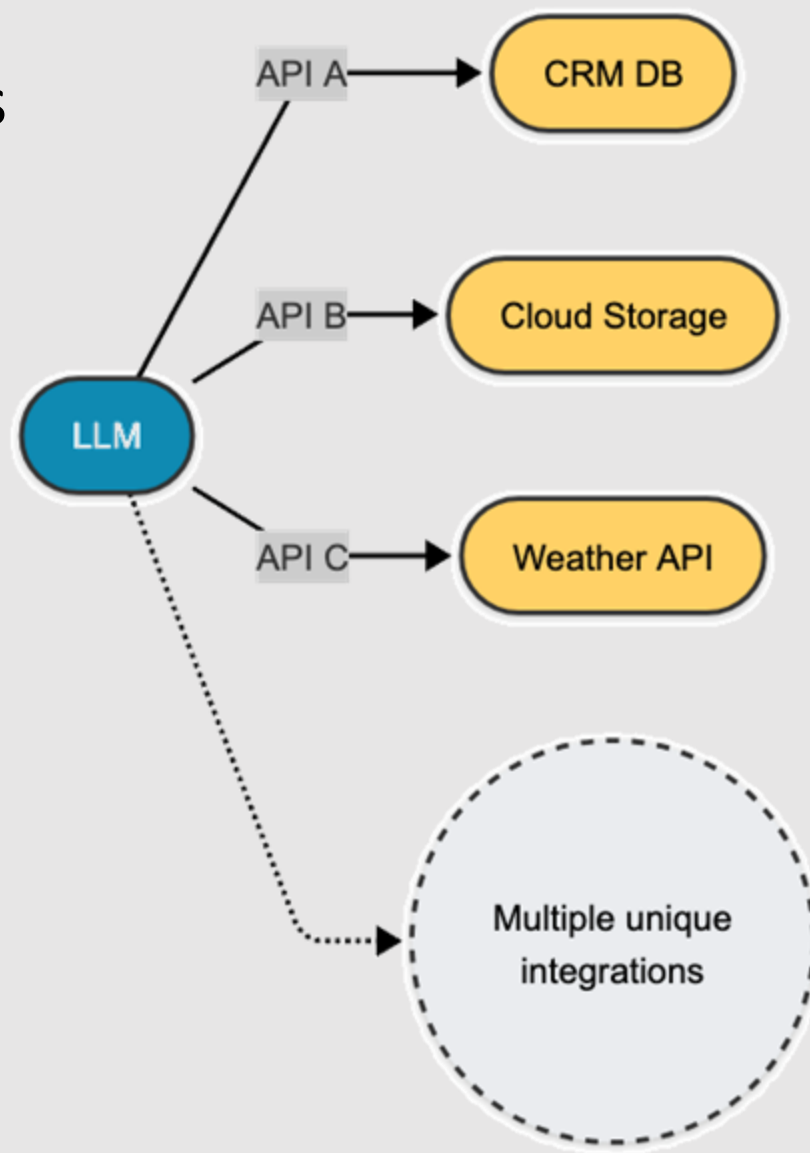 s
API A
CRM DB
API B
Cloud Storage
LLM
API C
Weather API
Multiple unique
integrations